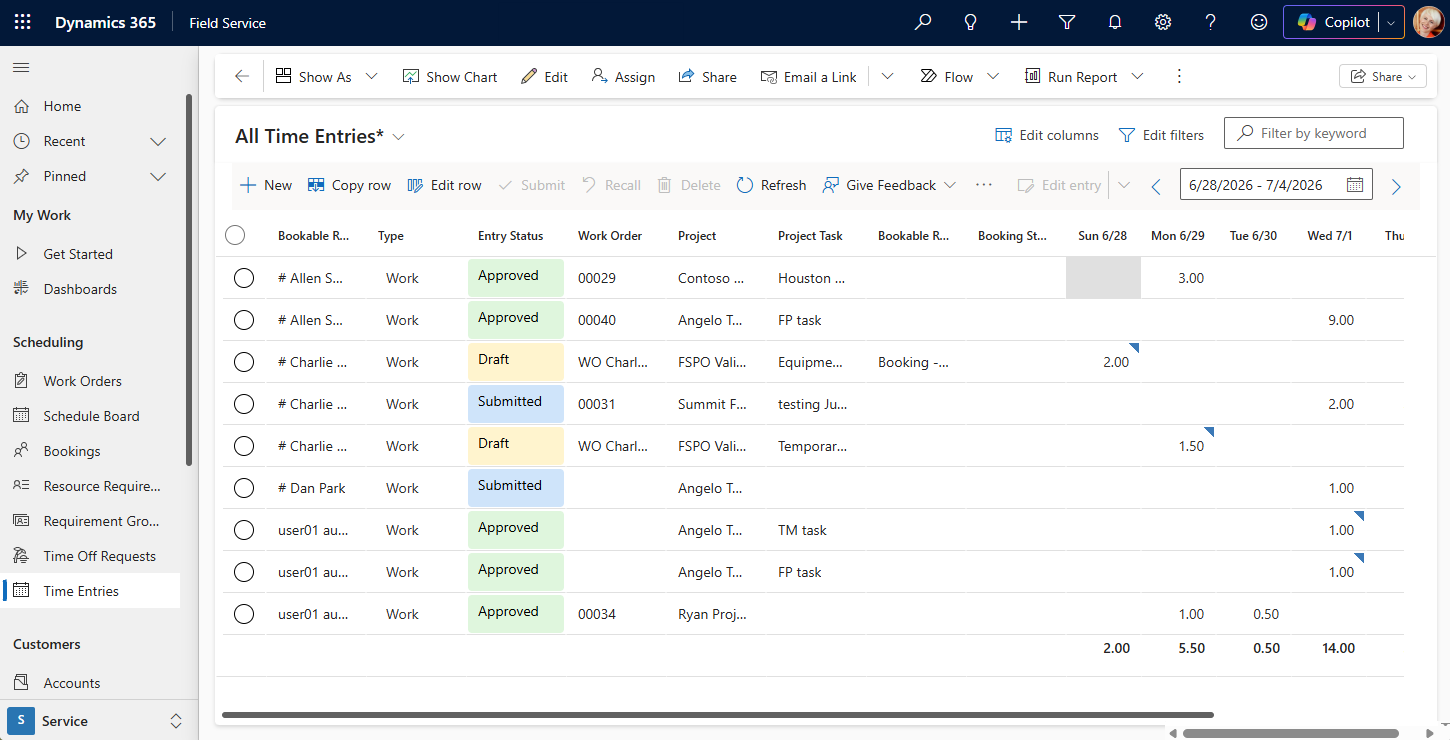 Dynamics 365 Field Service Copilot
Show As Show Chart Edit Assign Share Email a Link Flow Run Report Share
Home
Recent
Pinned
My Work
Get Started
Dashboards
Scheduling
Work Orders
Schedule Board
Bookings
Resource Require...
Requirement Gro...
Time Off Requests
Time Entries
Customers
Accounts
S Service
All Time Entries* Edit columns Edit filters Filter by keyword
New Copy row Edit row Submit Recall Delete Refresh Give Feedback Edit entry 6/28/2026 - 7/4/2026
Bookable R... Type Entry Status Work Order Project Project Task Bookable R... Booking St... Sun 6/28 Mon 6/29 Tue 6/30 Wed 7/1 Thu
# Allen S... Work Approved 00029 Contoso ... Houston ... 3.00
# Allen S... Work Approved 00040 Angelo T... FP task 9.00
# Charlie ... Work Draft WO Charl... FSPO Vali... Equipme... Booking -... 2.00
# Charlie ... Work Submitted 00031 Summit F... testing Ju... 2.00
# Charlie ... Work Draft WO Charl... FSPO Vali... Temporar... 1.50
# Dan Park Work Submitted Angelo T... 1.00
user01 au... Work Approved Angelo T... TM task 1.00
user01 au... Work Approved Angelo T... FP task 1.00
user01 au... Work Approved 00034 Ryan Proj... 1.00 0.50
2.00 5.50 0.50 14.00